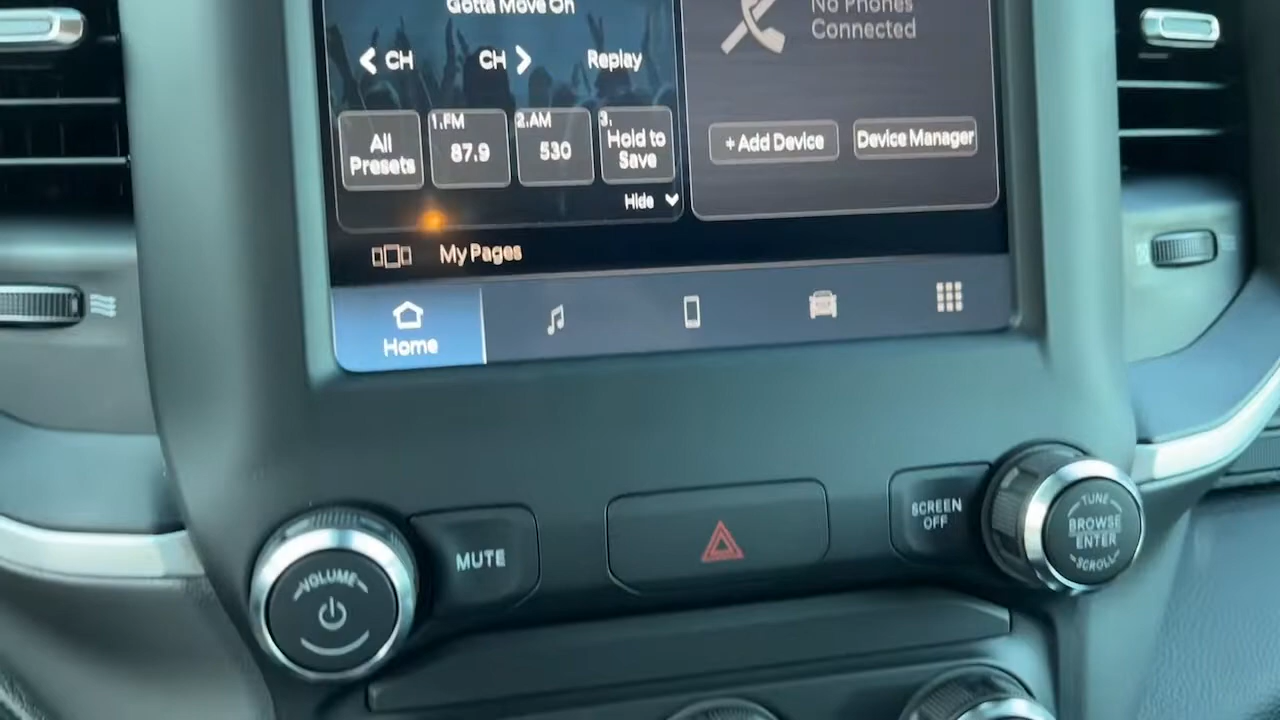 Gotta Move On
CH
CH
Replay
All
Presets
1.FM
87.9
2.AM
530
3.
Hold to
Save
Hide
No Phones
Connected
+ Add Device
Device Manager
My Pages
Home
VOLUME
MUTE
SCREEN
OFF
TUNE
BROWSE
ENTER
SCROLL